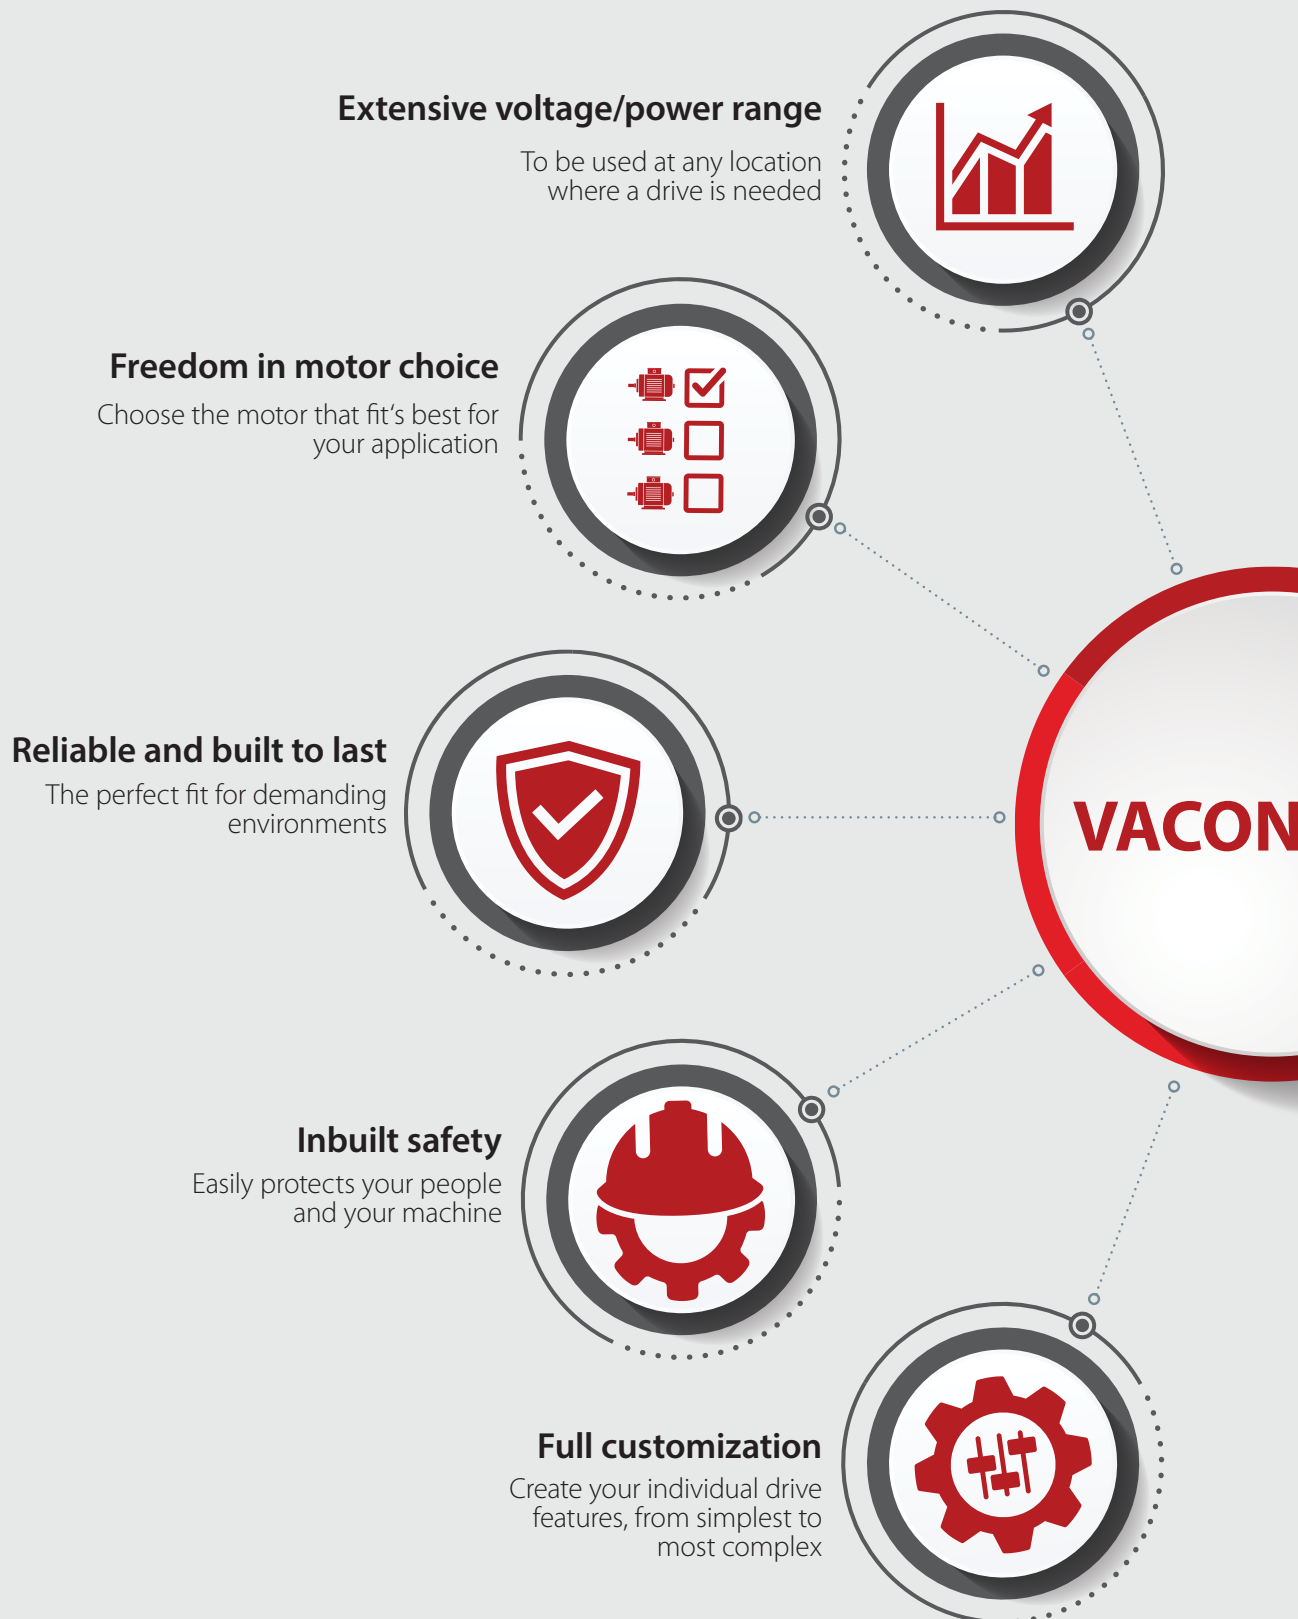 Extensive voltage/power range
To be used at any location
where a drive is needed
Freedom in motor choice
Choose the motor that fit‘s best for
your application
Reliable and built to last
The perfect fit for demanding
environments
VACON
Inbuilt safety
Easily protects your people
and your machine
Full customization
Create your individual drive
features, from simplest to
most complex